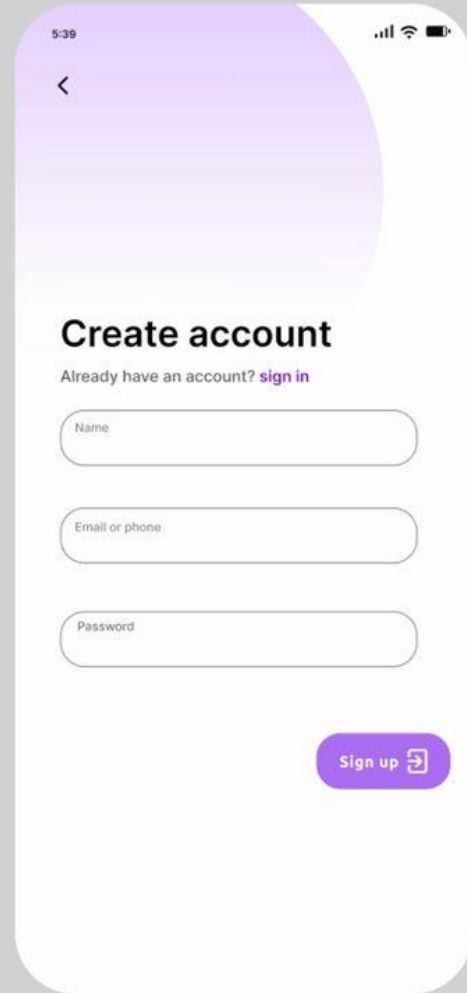 5:39
Create account
Already have an account? sign in
Name
Email or phone
Password
Sign up